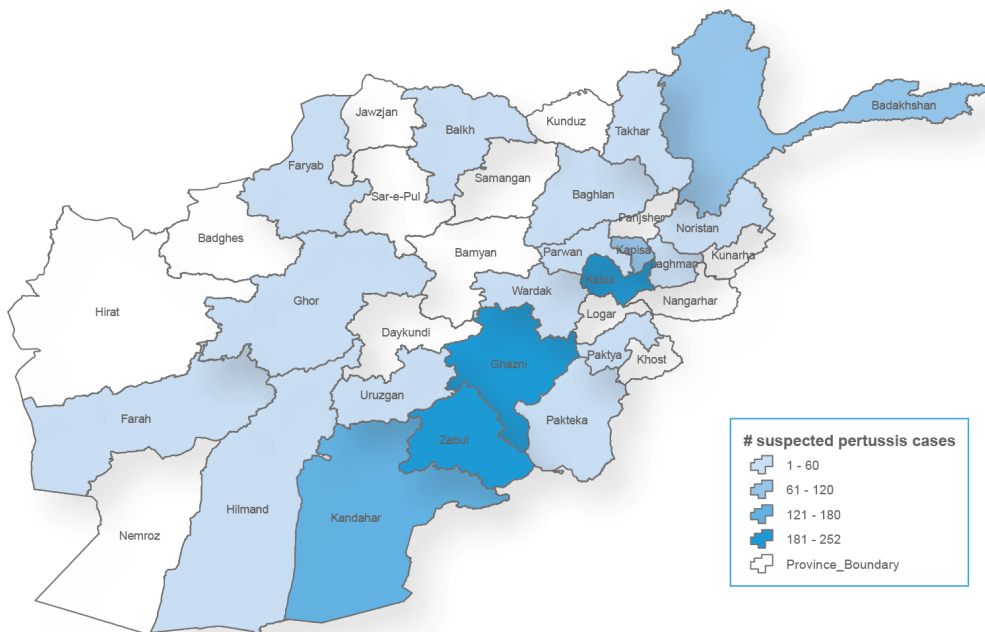 Jawzjan
Balkh
Kunduz
Takhar
Badakhshan
Faryab
Sar-e-Pul
Samangan
Baghlan
Panjsher
Noristan
Badghes
Bamyan
Parwan
Kapisa
Laghman
Kunarha
Hirat
Ghor
Wardak
Kabul
Nangarhar
Daykundi
Logar
Ghazni
Paktya
Khost
Uruzgan
Farah
Zabul
Pakteka
Nemroz
Hilmand
Kandahar
# suspected pertussis cases
1 - 60
61 - 120
121 - 180
181 - 252
Province_Boundary